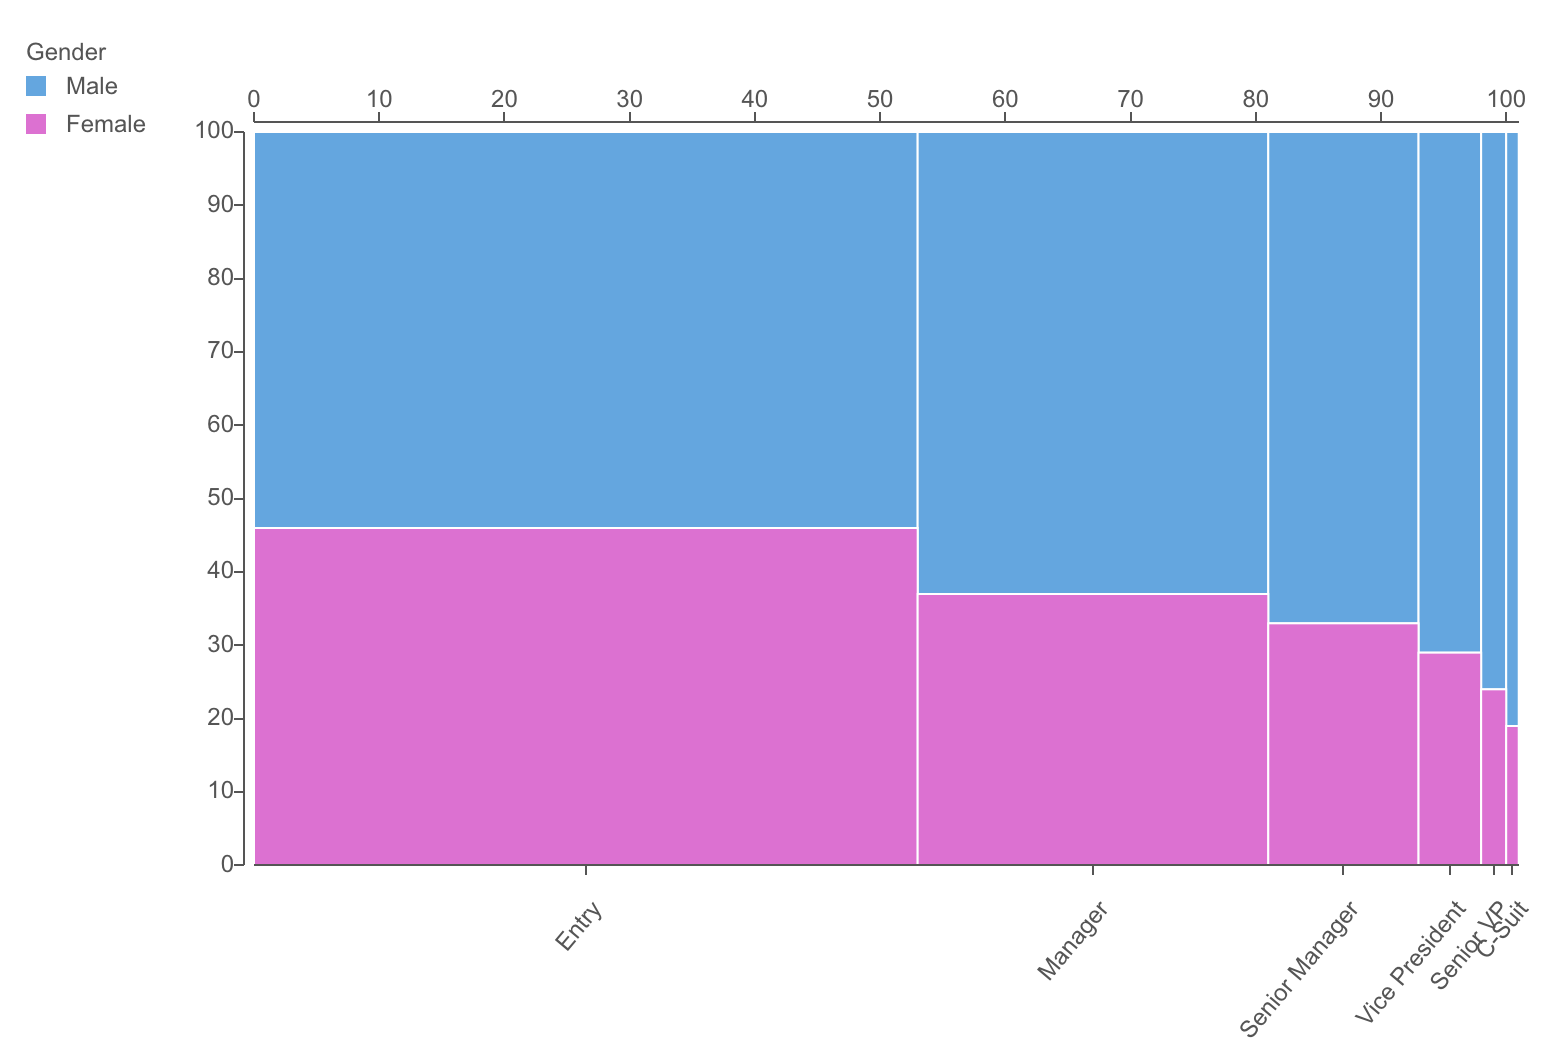 Gender
Male
Female
0 10 20 30 40 50 60 70 80 90 100
100
90
80
70
60
50
40
30
20
10
0
Entry
Manager
Senior Manager
Vice President
Senior VP
C-Suit